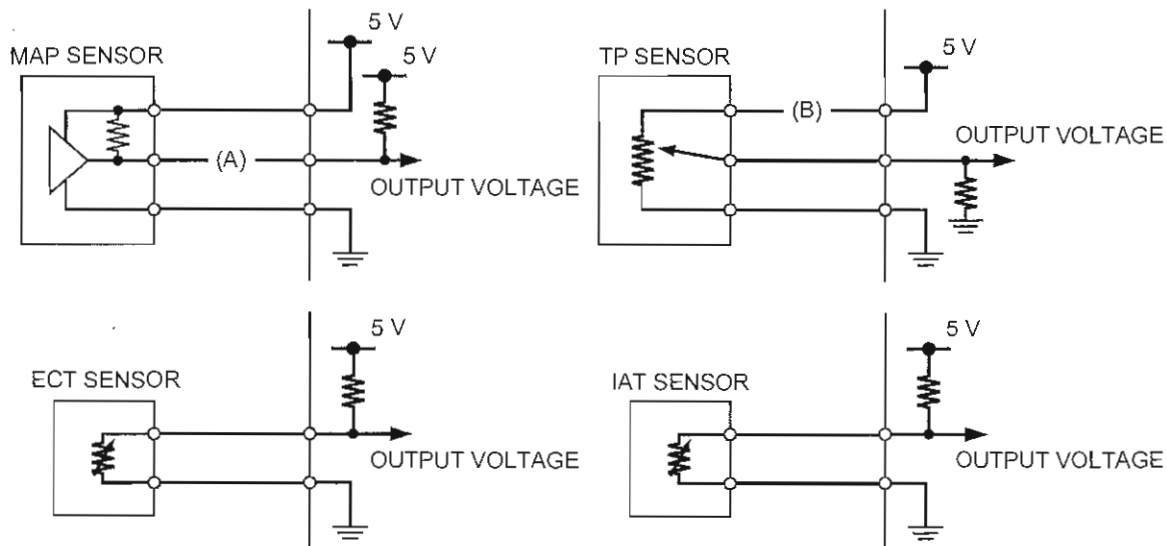 MAP SENSOR
5 V
5 V
(A)
OUTPUT VOLTAGE
TP SENSOR
5 V
(B)
OUTPUT VOLTAGE
ECT SENSOR
5 V
OUTPUT VOLTAGE
IAT SENSOR
5 V
OUTPUT VOLTAGE